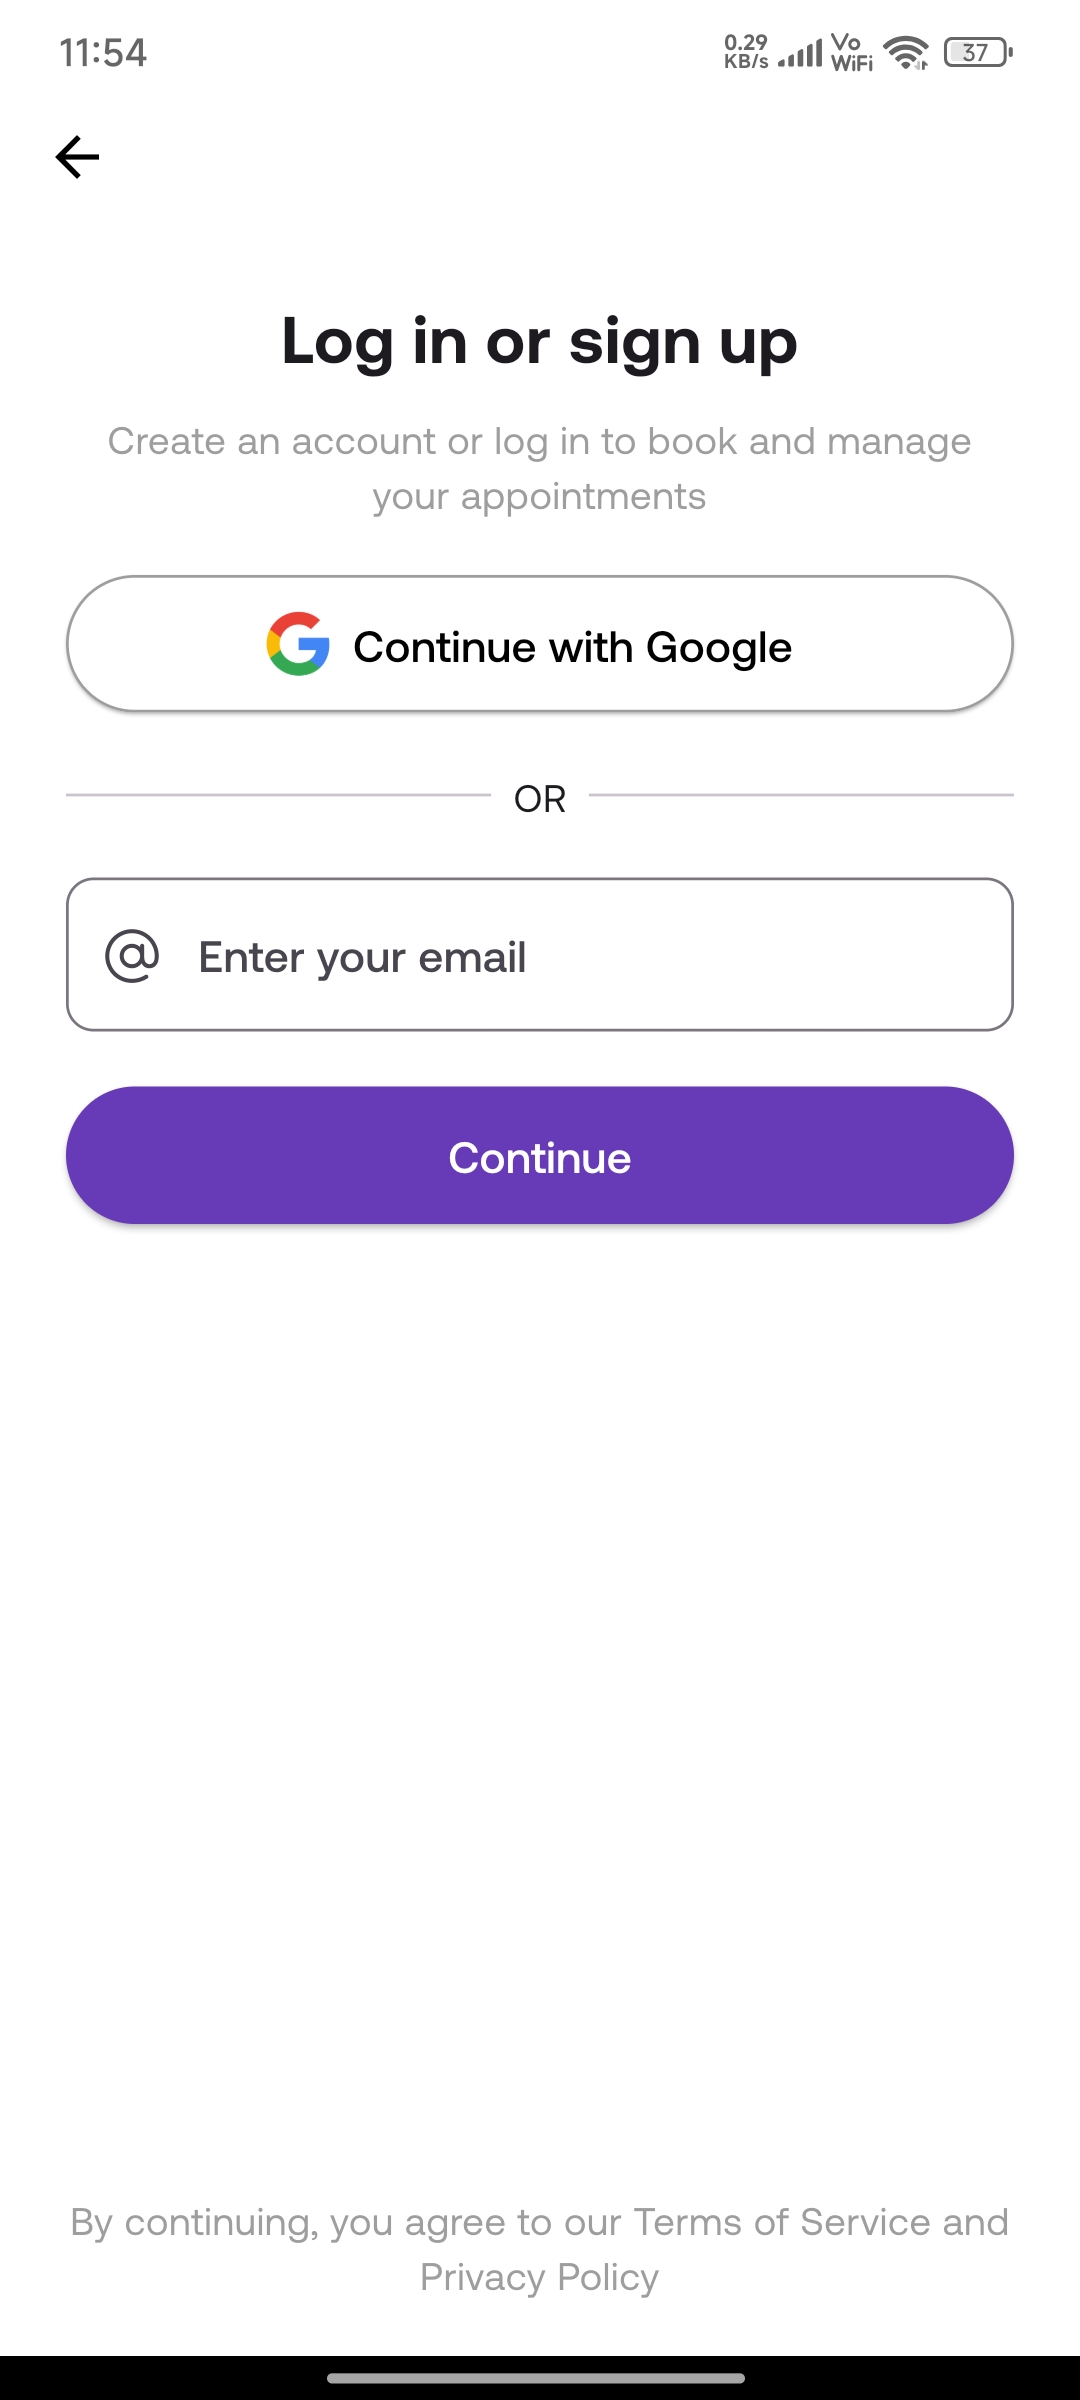 11:54
0.29
KB/s
Vo
WiFi
37
Log in or sign up
Create an account or log in to book and manage
your appointments
Continue with Google
OR
@ Enter your email
Continue
By continuing, you agree to our Terms of Service and
Privacy Policy